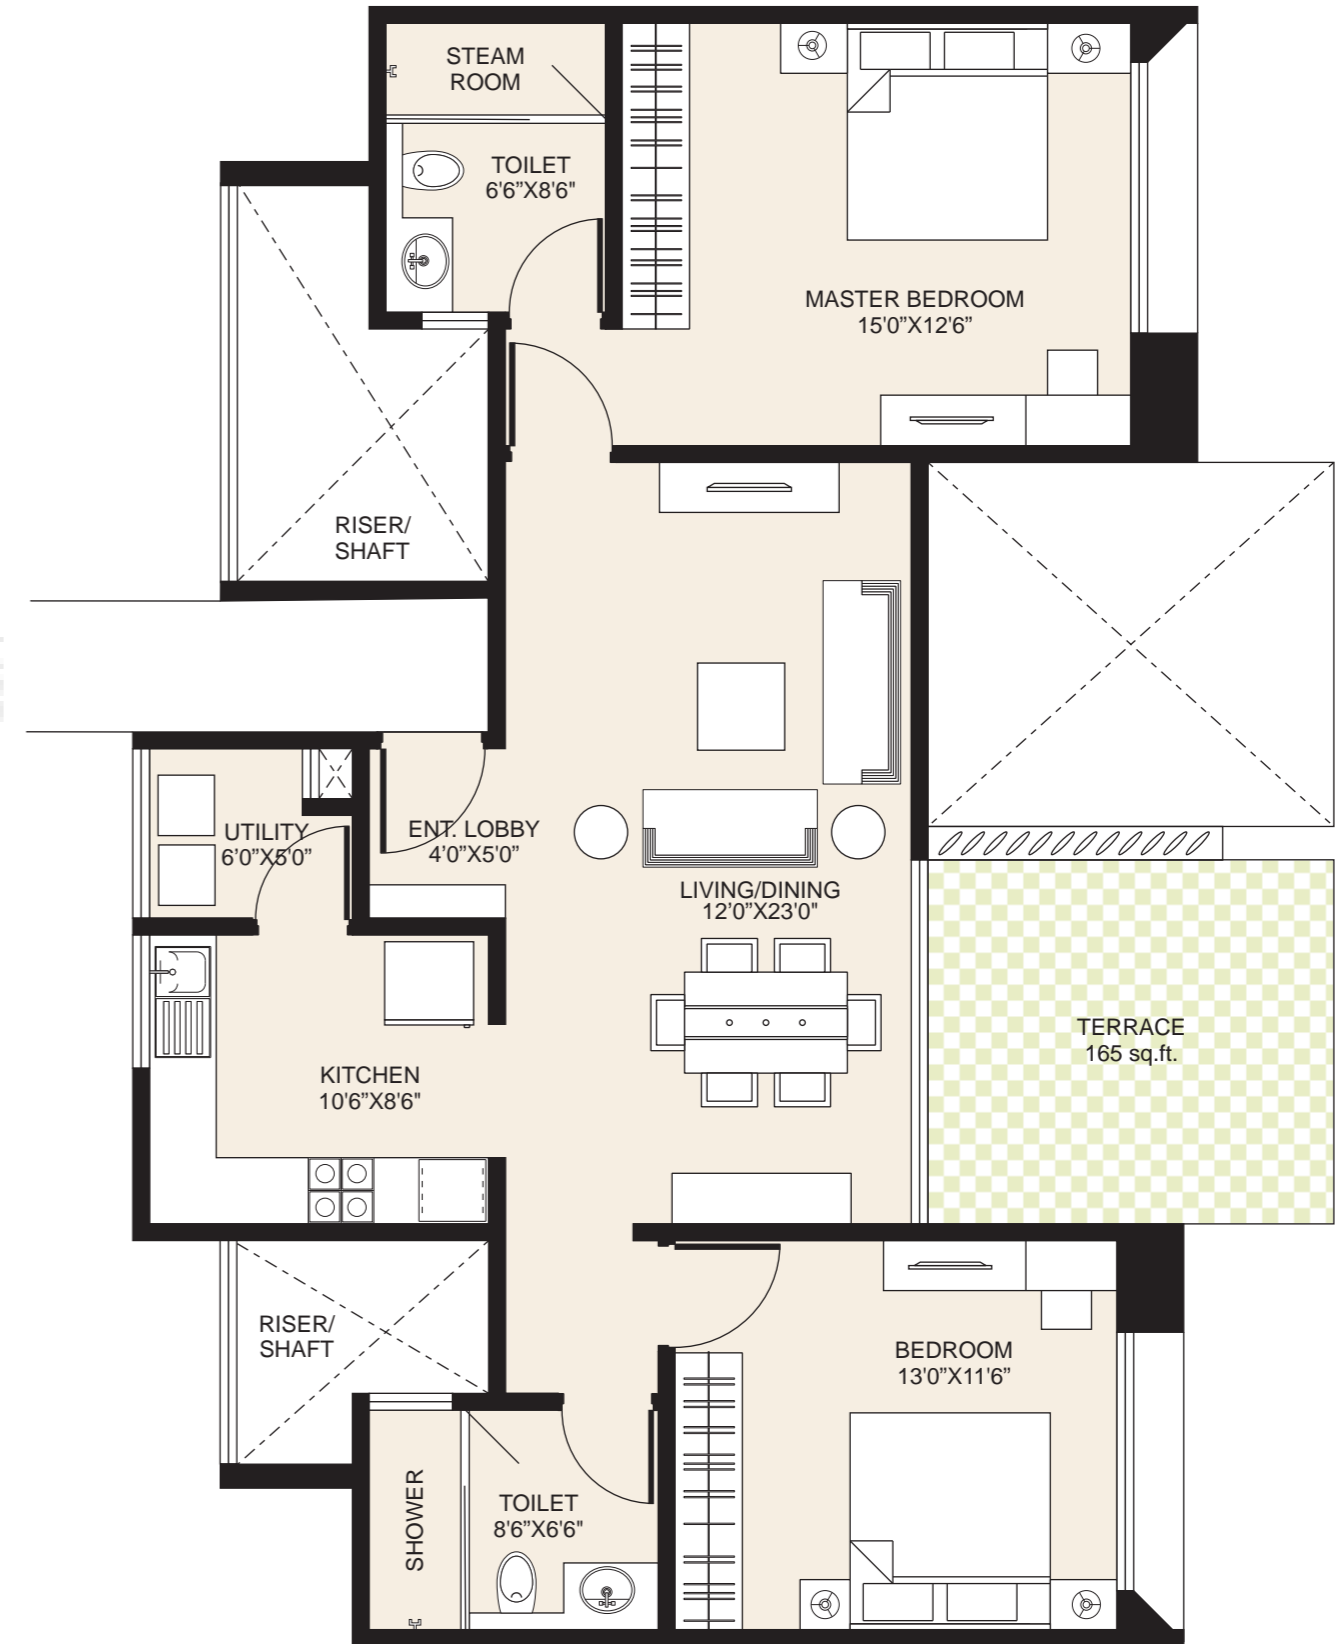 STEAM
ROOM
TOILET
6'6”X8'6"
MASTER BEDROOM
15'0”X12'6”
RISER/
SHAFT
UTILITY
6'0”X5'0”
ENT. LOBBY
4'0”X5'0”
LIVING/DINING
12'0”X23'0"
TERRACE
165 sq.ft.
KITCHEN
10'6”X8'6"
RISER/
SHAFT
BEDROOM
13'0”X11'6”
SHOWER
TOILET
8'6”X6'6"